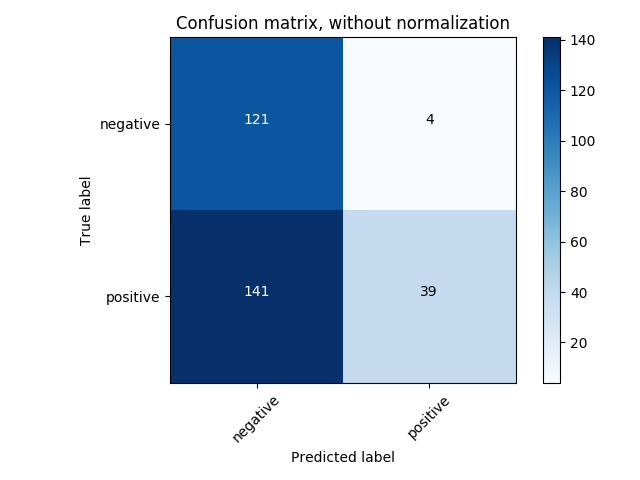 Confusion matrix, without normalization
True label
negative
positive
121
4
141
39
negative
positive
Predicted label
140
120
100
80
60
40
20